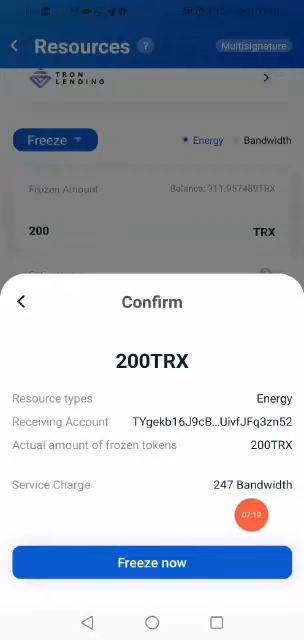 Resources ?
Multisignature
TRON
LENDING
Freeze
Energy
Bandwidth
Frozen Amount
Balance: 311.957489TRX
200
TRX
Confirm
200TRX
Resource types
Energy
Receiving Account
TYgekb16J9cB...UivfJFq3zn52
Actual amount of frozen tokens
200TRX
Service Charge
247 Bandwidth
07:19
Freeze now